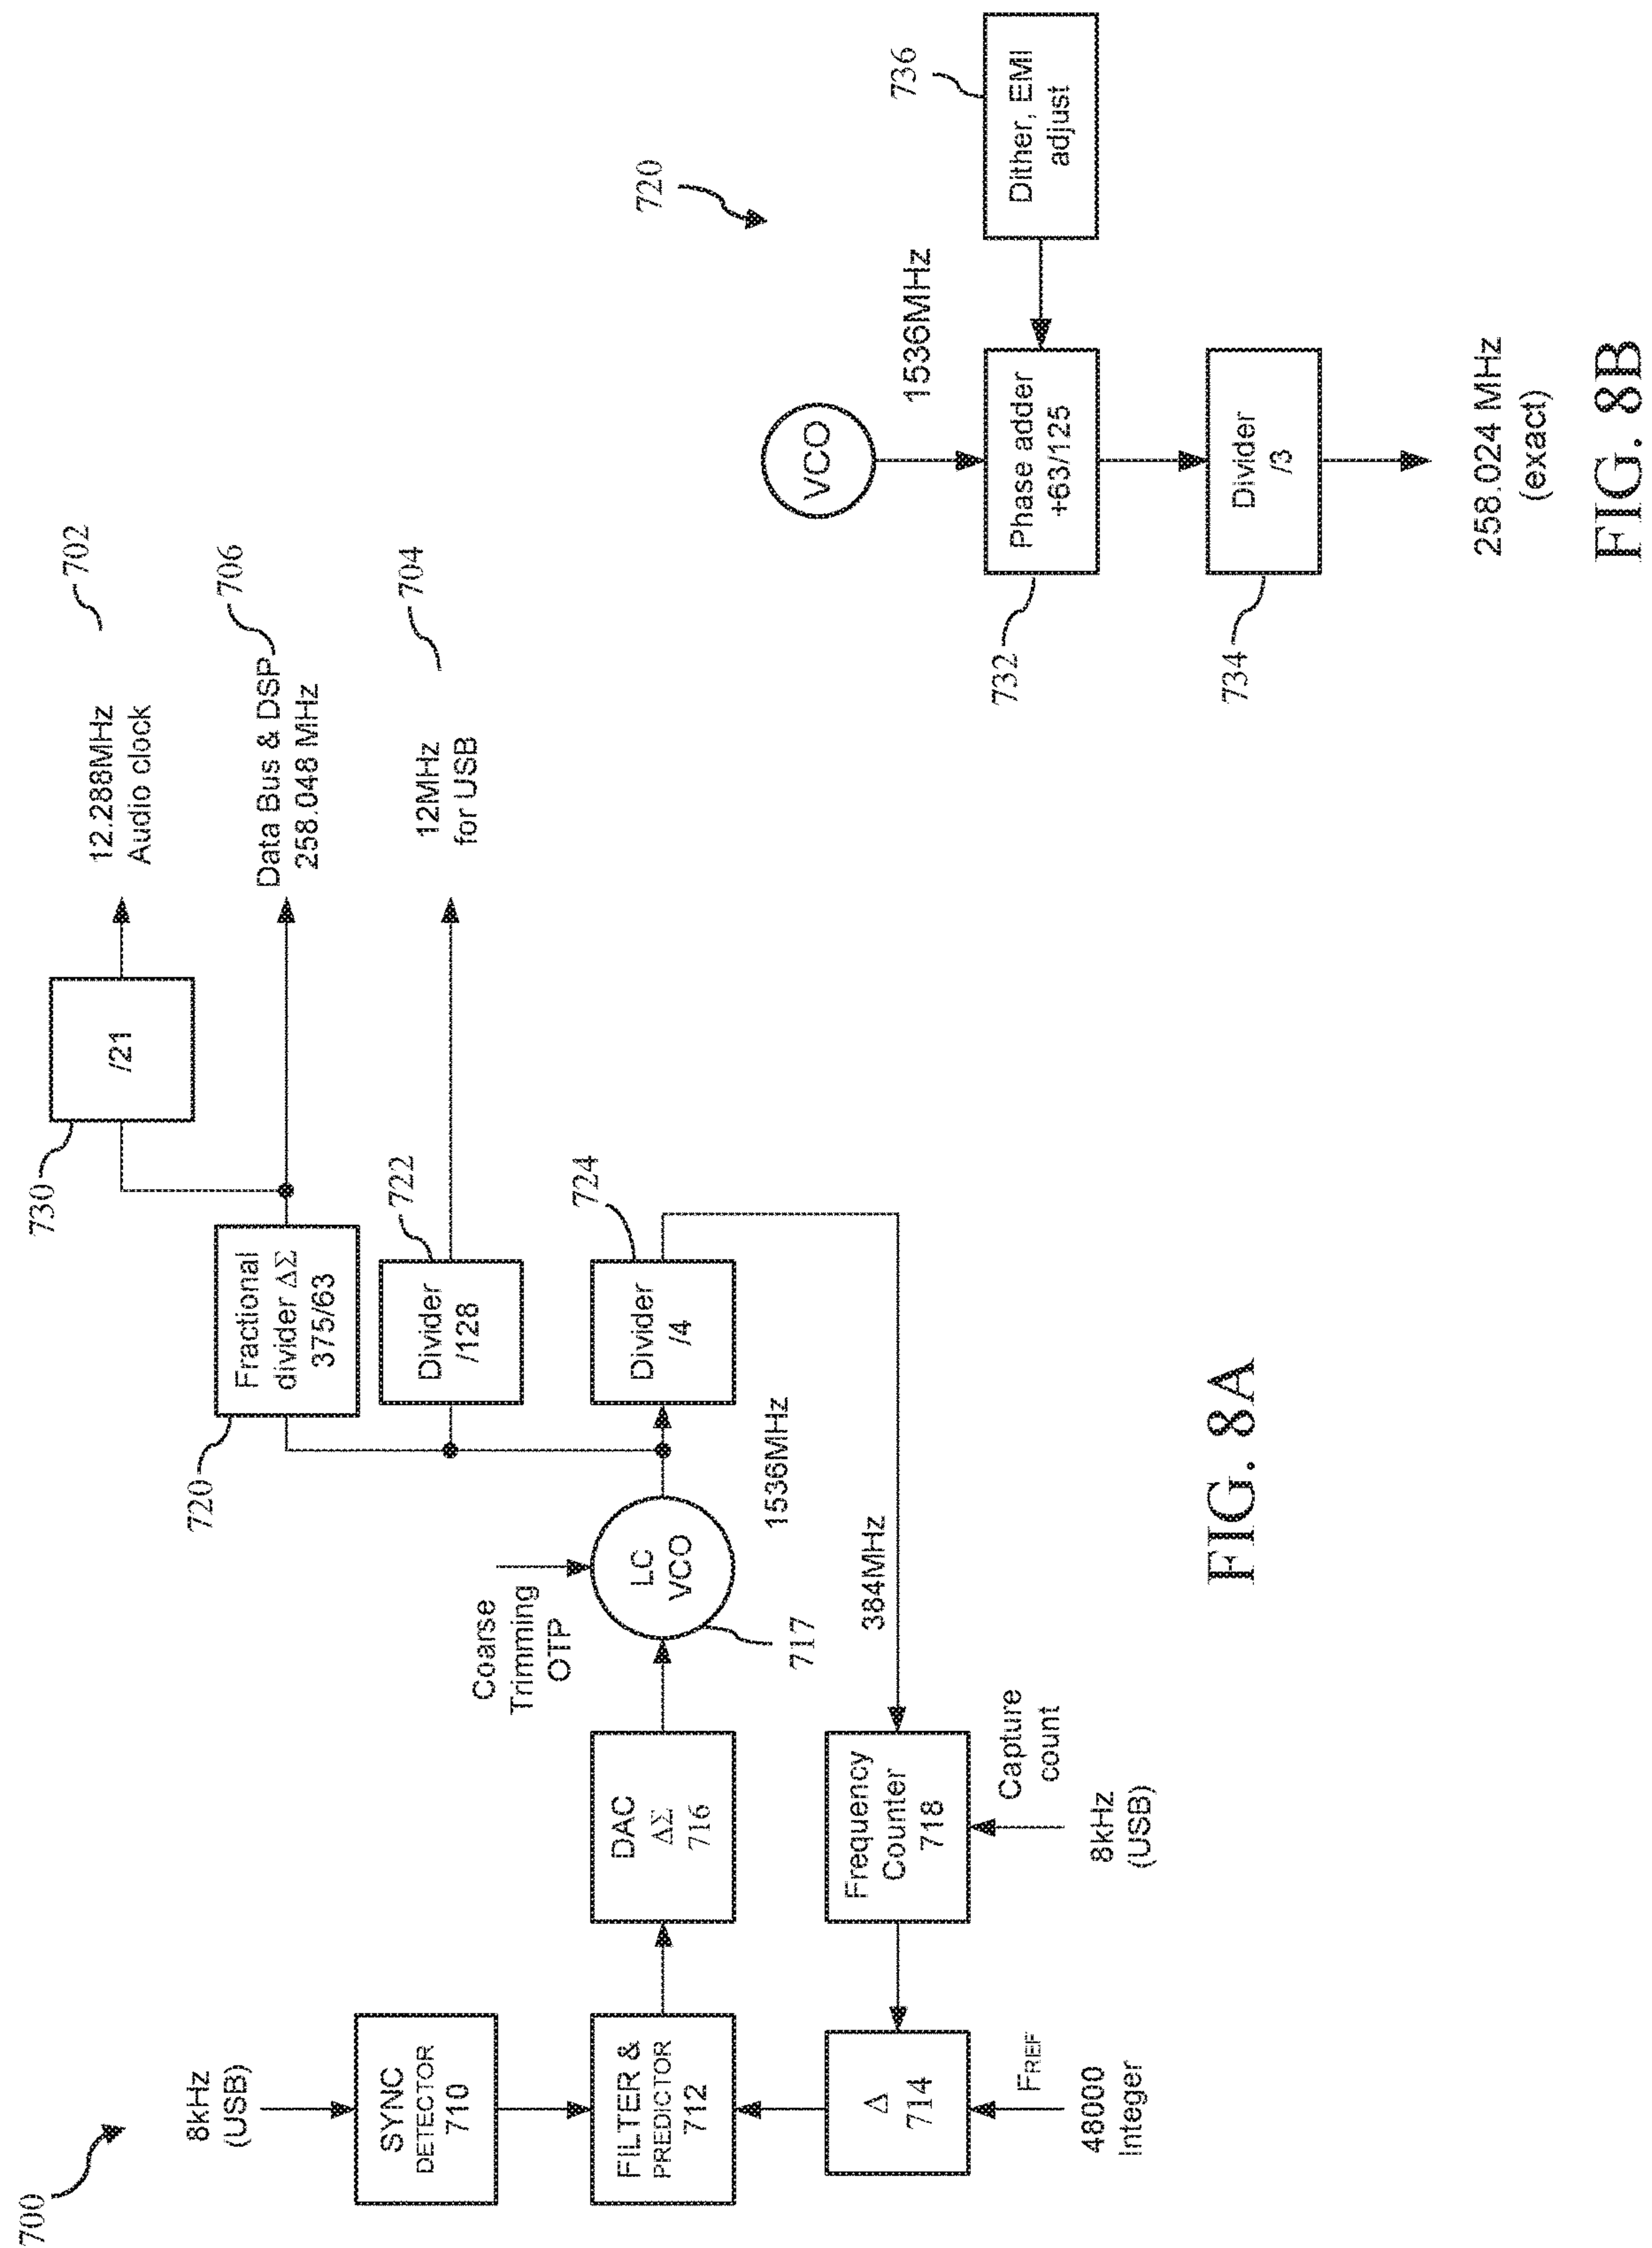 700
8kHz
(USB)
SYNC
DETECTOR
710
FILTER &
PREDICTOR
712
Δ
714
FREF
48000
Integer
DAC
ΔΣ
716
Frequency
Counter
718
Capture
count
8kHz
(USB)
Coarse
Trimming
OTP
LC
VCO
717
1536MHz
384MHz
720
Fractional
divider ΔΣ
375/63
722
Divider
/128
724
Divider
/4
730
/21
12.288MHz
Audio clock
702
Data Bus & DSP
258.048 MHz
706
12MHz
for USB
704
FIG. 8A
720
VCO
1536MHz
Phase adder
+63/125
732
Dither, EMI
adjust
736
Divider
/3
734
258.024 MHz
(exact)
FIG. 8B